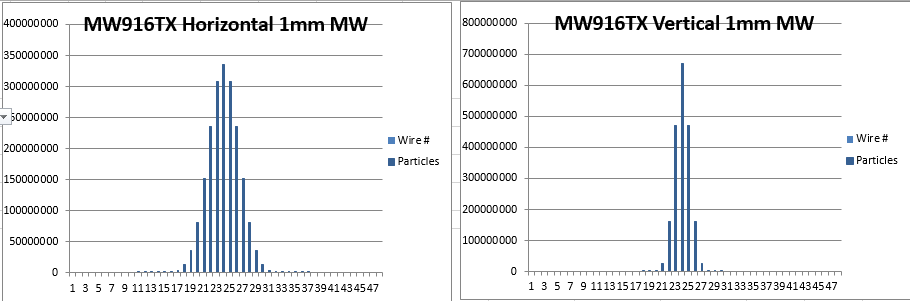 MW916TX Horizontal 1mm MW
400000000
350000000
300000000
250000000
200000000
150000000
100000000
50000000
0
1 3 5 7 9 11 13 15 17 19 21 23 25 27 29 31 33 35 37 39 41 43 45 47
Wire #
Particles
MW916TX Vertical 1mm MW
800000000
700000000
600000000
500000000
400000000
300000000
200000000
100000000
0
1 3 5 7 9 11 13 15 17 19 21 23 25 27 29 31 33 35 37 39 41 43 45 47
Wire #
Particles